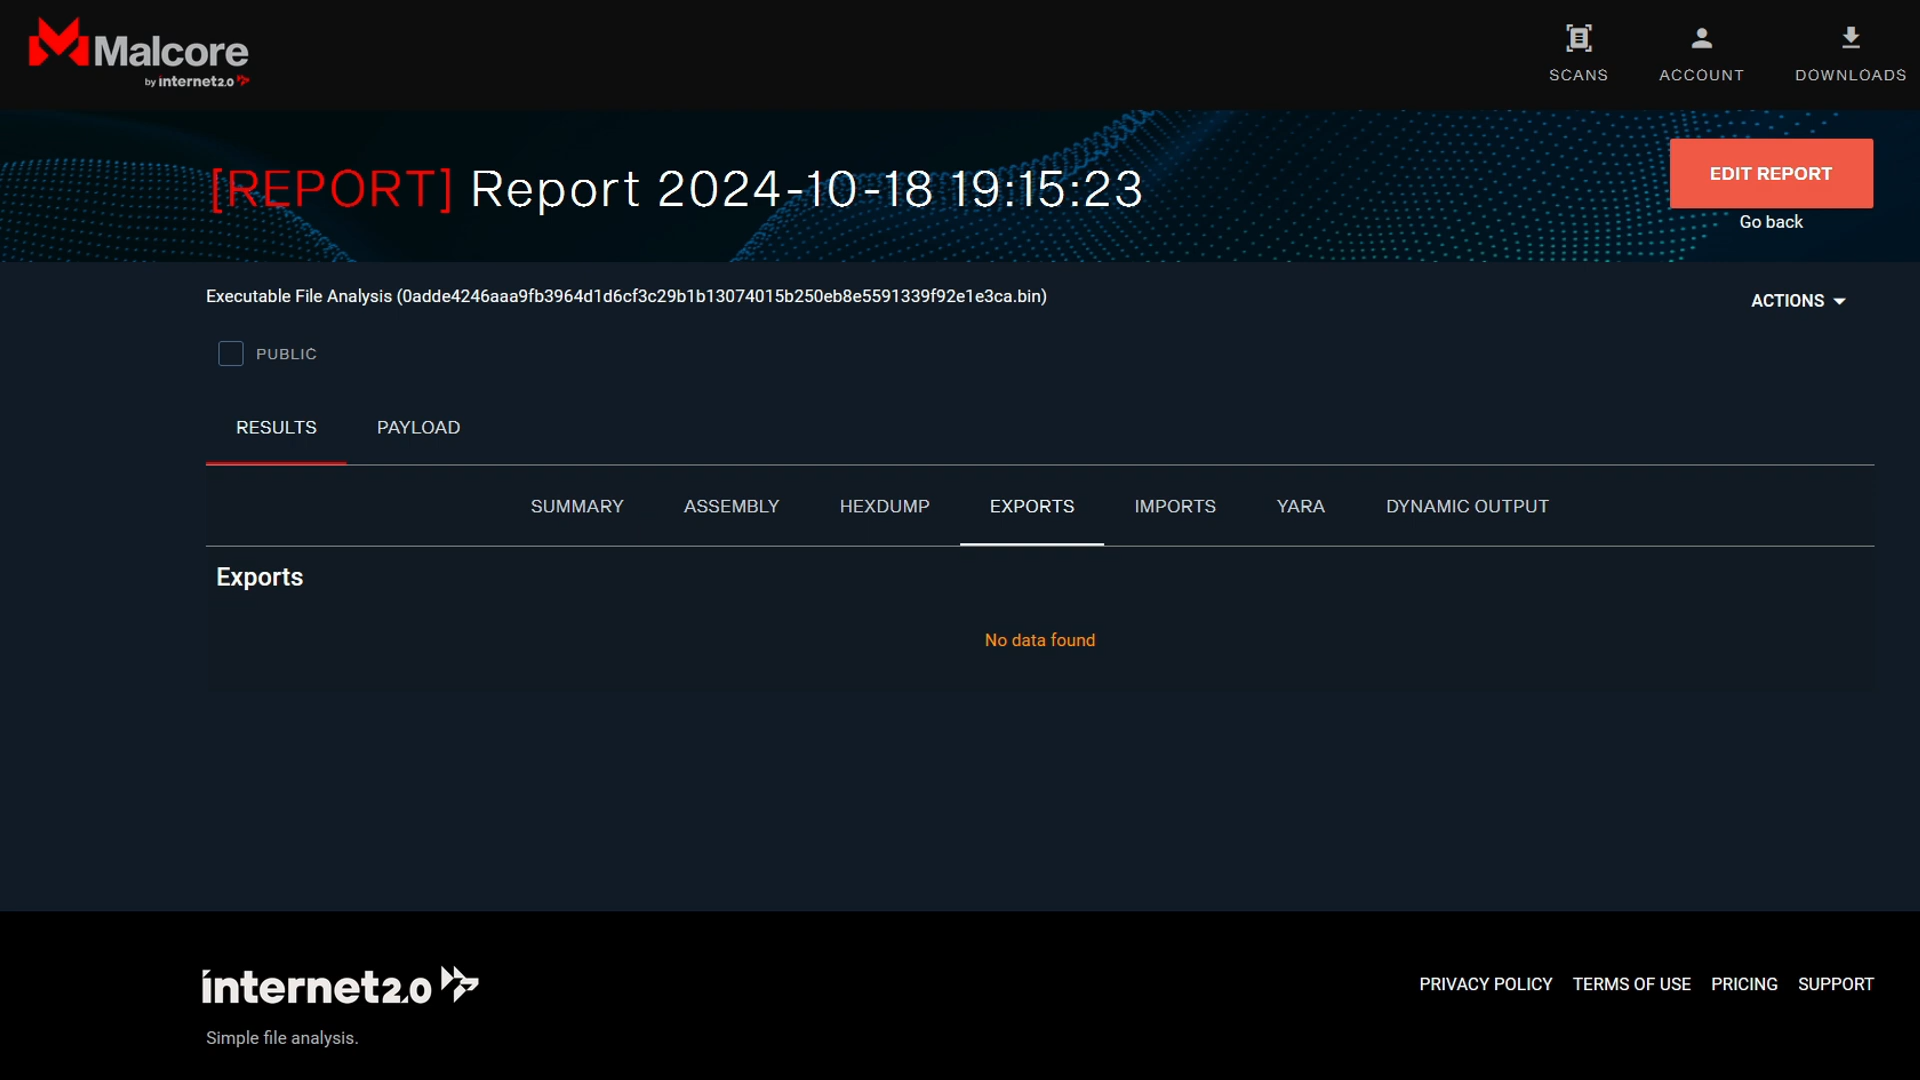 Malcore
by internet2.0
SCANS
ACCOUNT
DOWNLOADS
[REPORT] Report 2024-10-18 19:15:23
EDIT REPORT
Go back
Executable File Analysis (0adde4246aaa9fb3964d1d6cf3c29b1b13074015b250eb8e5591339f92e1e3ca.bin)
ACTIONS
PUBLIC
RESULTS PAYLOAD
SUMMARY ASSEMBLY HEXDUMP EXPORTS IMPORTS YARA DYNAMIC OUTPUT
Exports
No data found
internet2.0
PRIVACY POLICY TERMS OF USE PRICING SUPPORT
Simple file analysis.